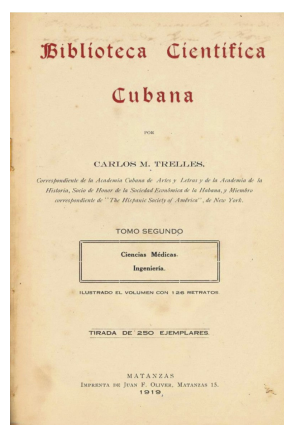 Biblioteca Científica
Cubana
POR
CARLOS M. TRELLES,
Correspondiente de la Academia Cubana de Artes y Letras y de la Academia de la
Historia, Socio de Honor de la Sociedad Económica de la Habana, y Miembro
correspondiente de "The Hispanic Society of América", de New York.
TOMO SEGUNDO
Ciencias Médicas.
Ingeniería.
ILUSTRADO EL VOLUMEN CON 126 RETRATOS.
TIRADA DE 250 EJEMPLARES.
MATANZAS
IMPRENTA DE JUAN F. OLIVER, MATANZAS 15.
1919.